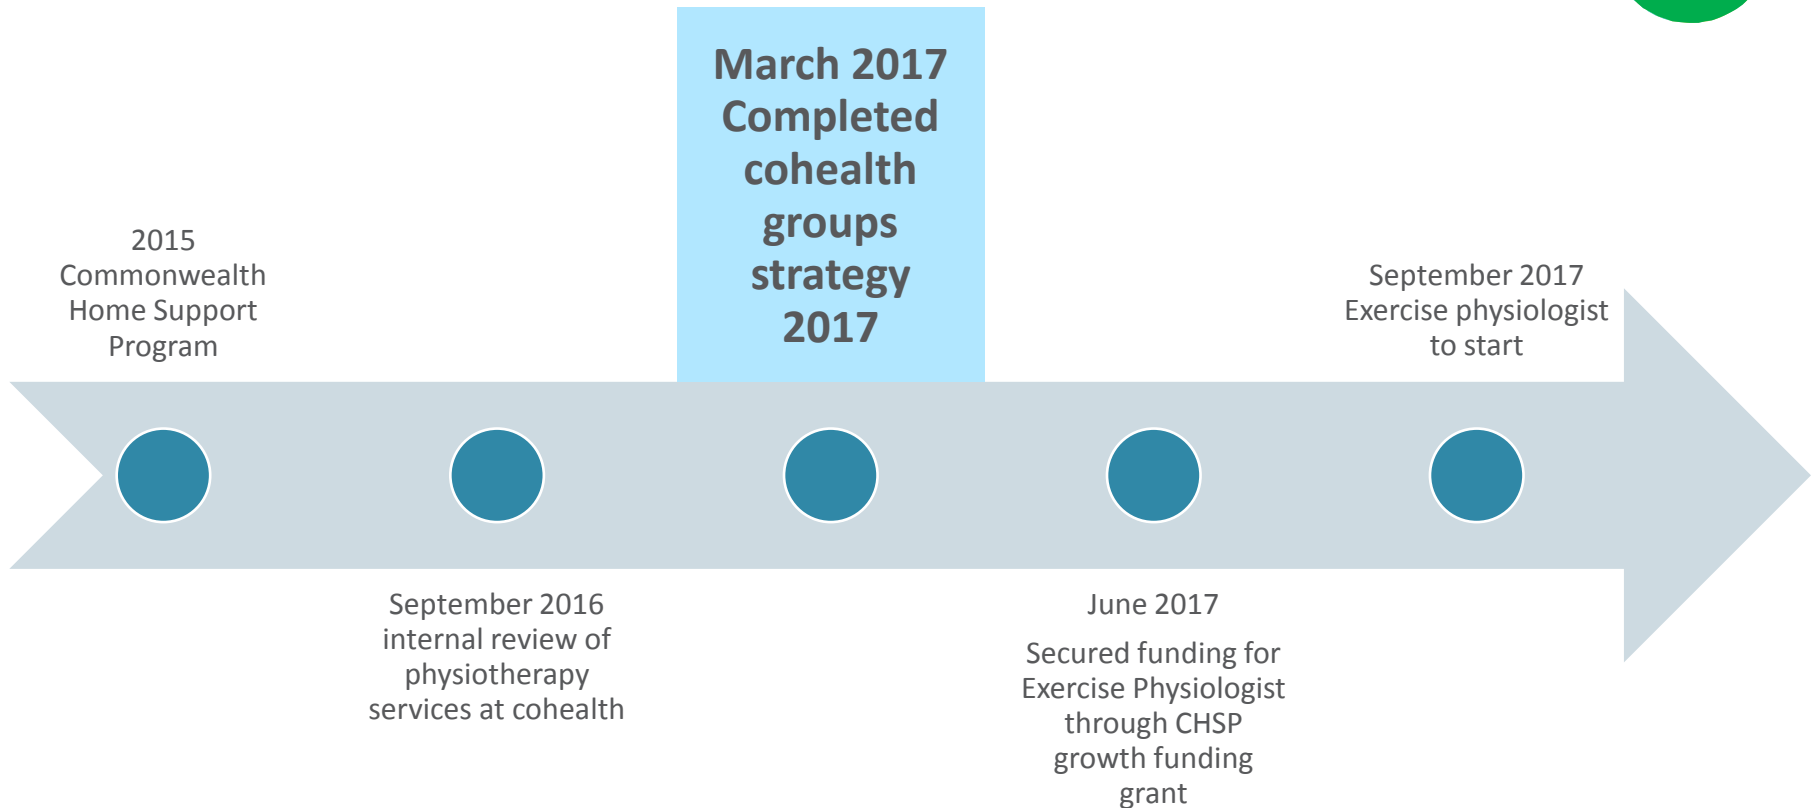 2015
Commonwealth
Home Support
Program
September 2016
internal review of
physiotherapy
services at cohealth
March 2017
Completed
cohealth
groups
strategy
2017
June 2017
Secured funding for
Exercise Physiologist
through CHSP
growth funding
grant
September 2017
Exercise physiologist
to start